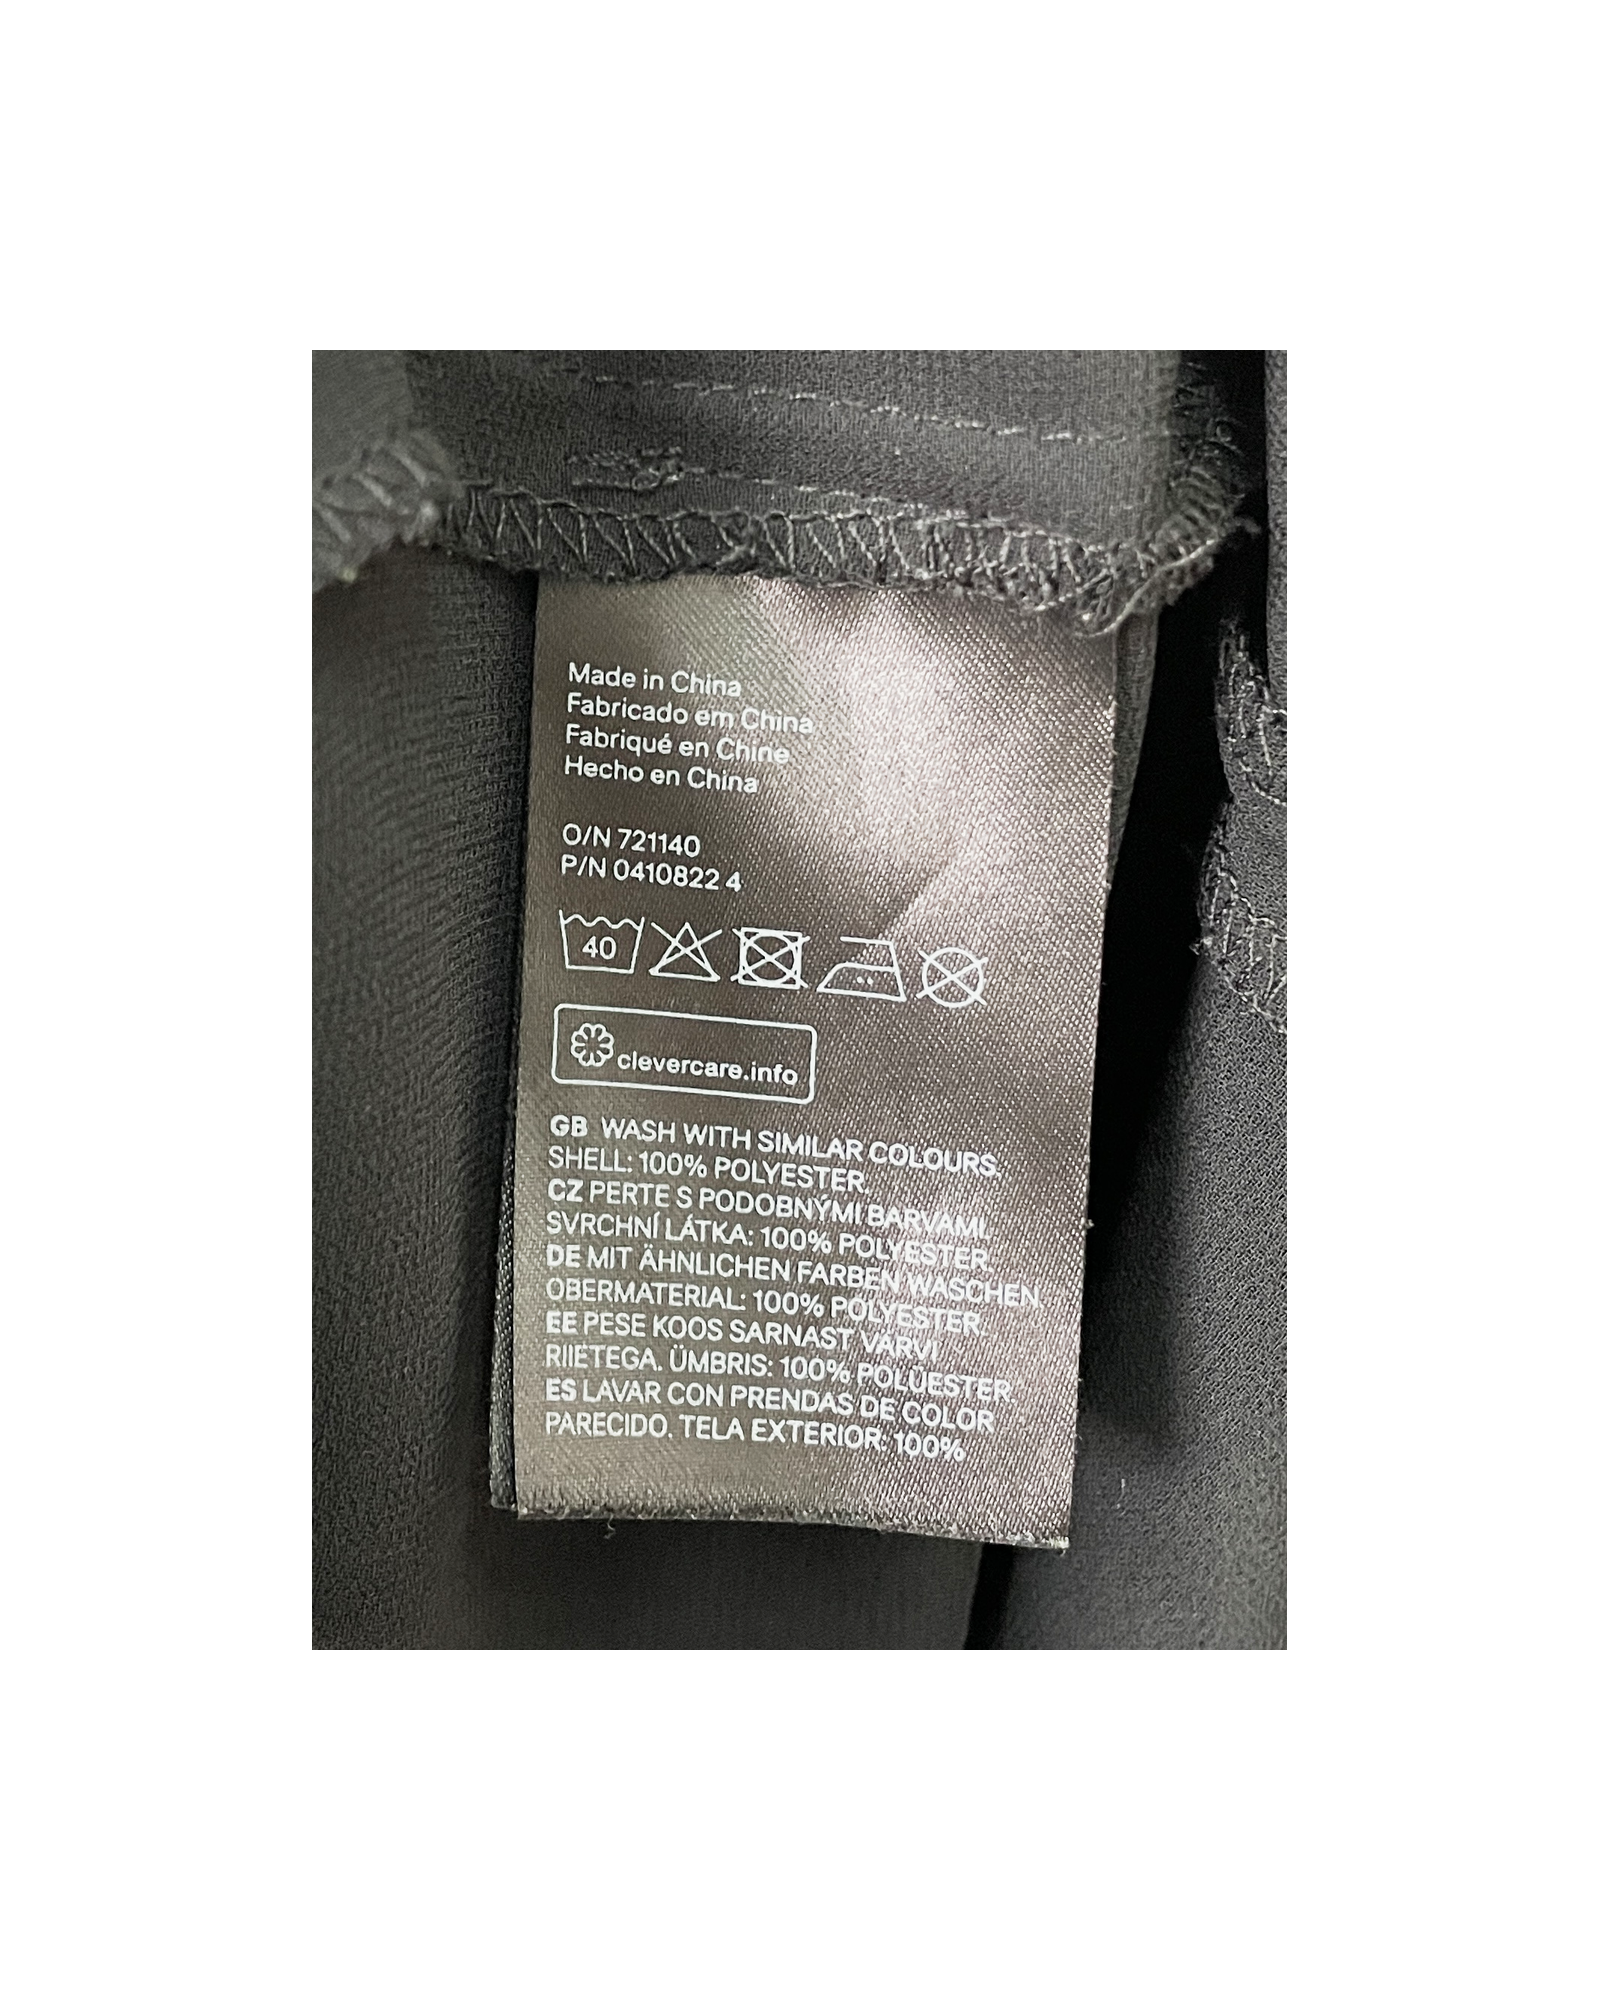 Made in China
Fabricado em China
Fabriqué en Chine
Hecho en China
O/N 721140
P/N 0410822 4
40
clevercare.info
GB WASH WITH SIMILAR COLOURS.
SHELL: 100% POLYESTER.
CZ PERTE S PODOBNÝMI BARVAMI.
SVRCHNÍ LÁTKA: 100% POLYESTER.
DE MIT ÄHNLICHEN FARBEN WASCHEN.
OBERMATERIAL: 100% POLYESTER.
EE PESE KOOS SARNAST VÄRVI
RIIETEGA. ÜMBRIS: 100% POLÜESTER.
ES LAVAR CON PRENDAS DE COLOR
PARECIDO. TELA EXTERIOR: 100%